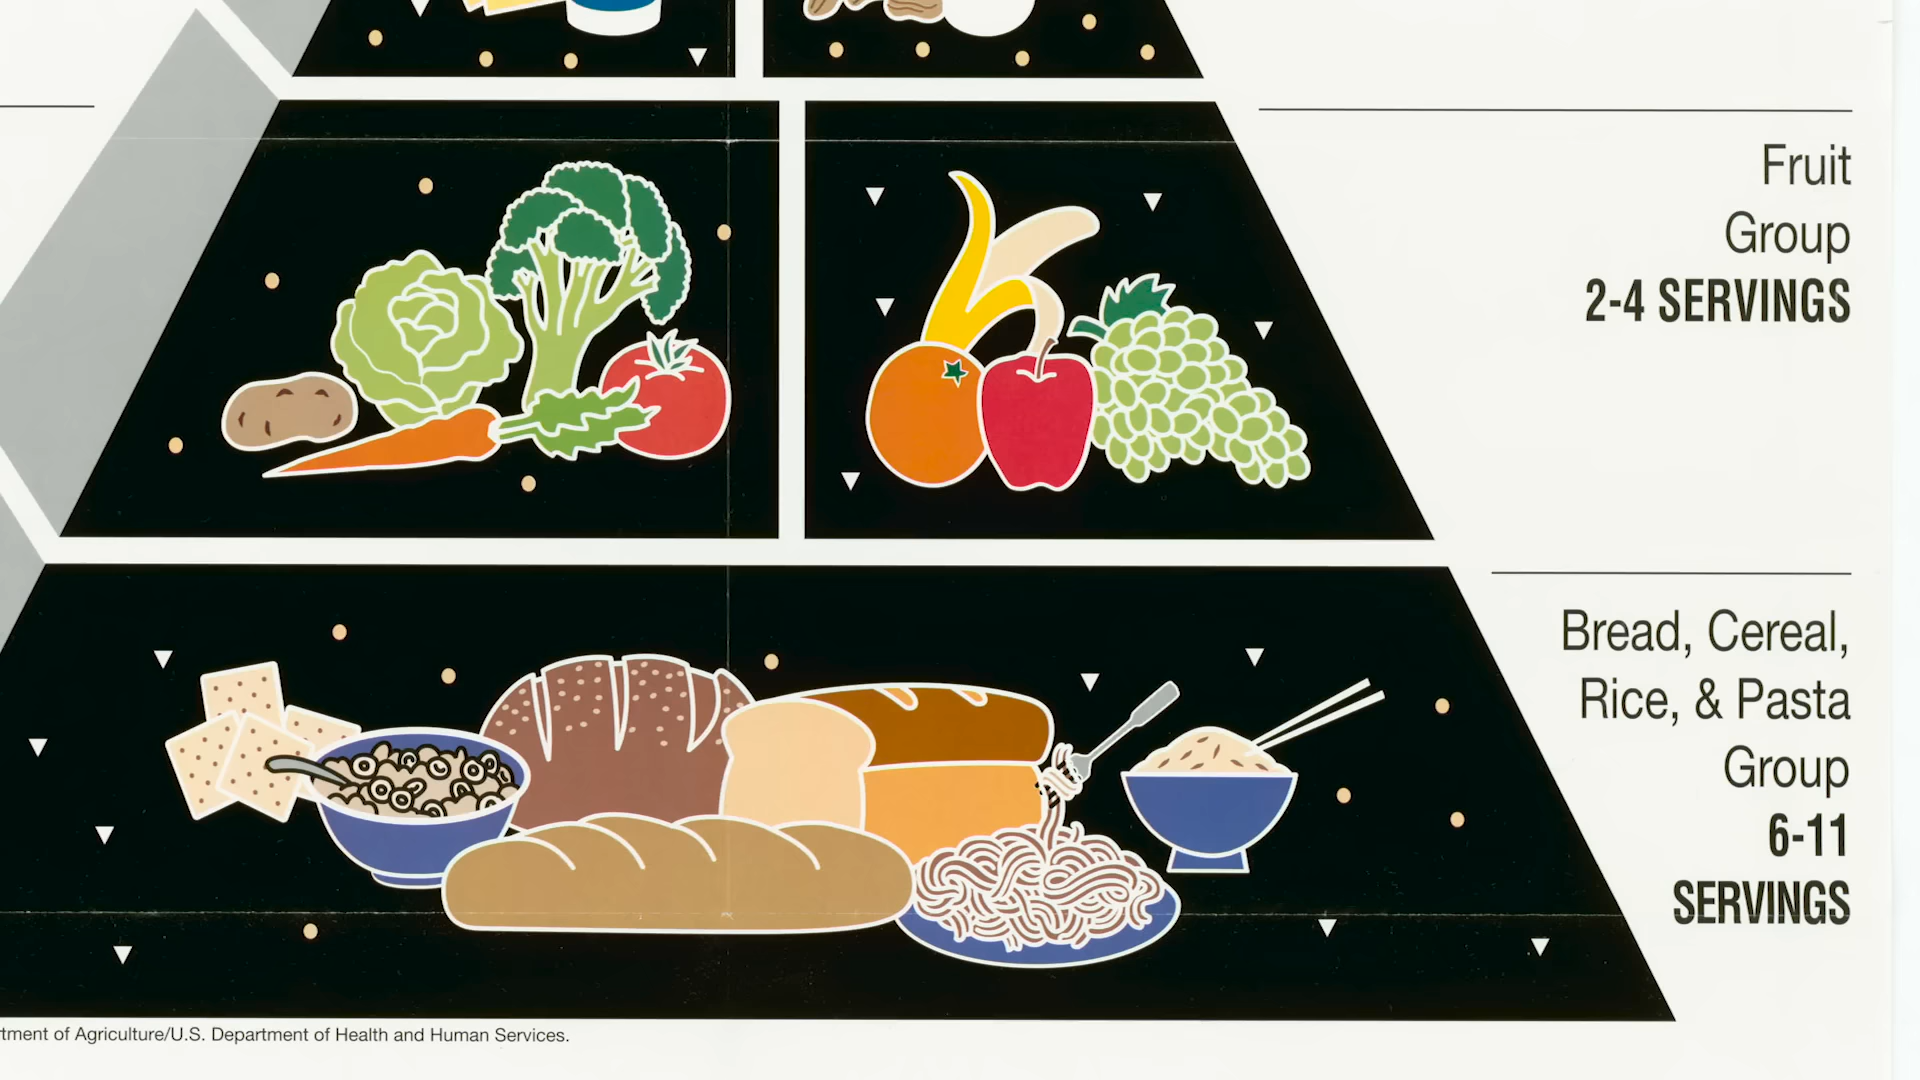 Fruit
Group
2-4 SERVINGS
Bread, Cereal,
Rice, & Pasta
Group
6-11
SERVINGS
of Agriculture/U.S. Department of Health and Human Services.